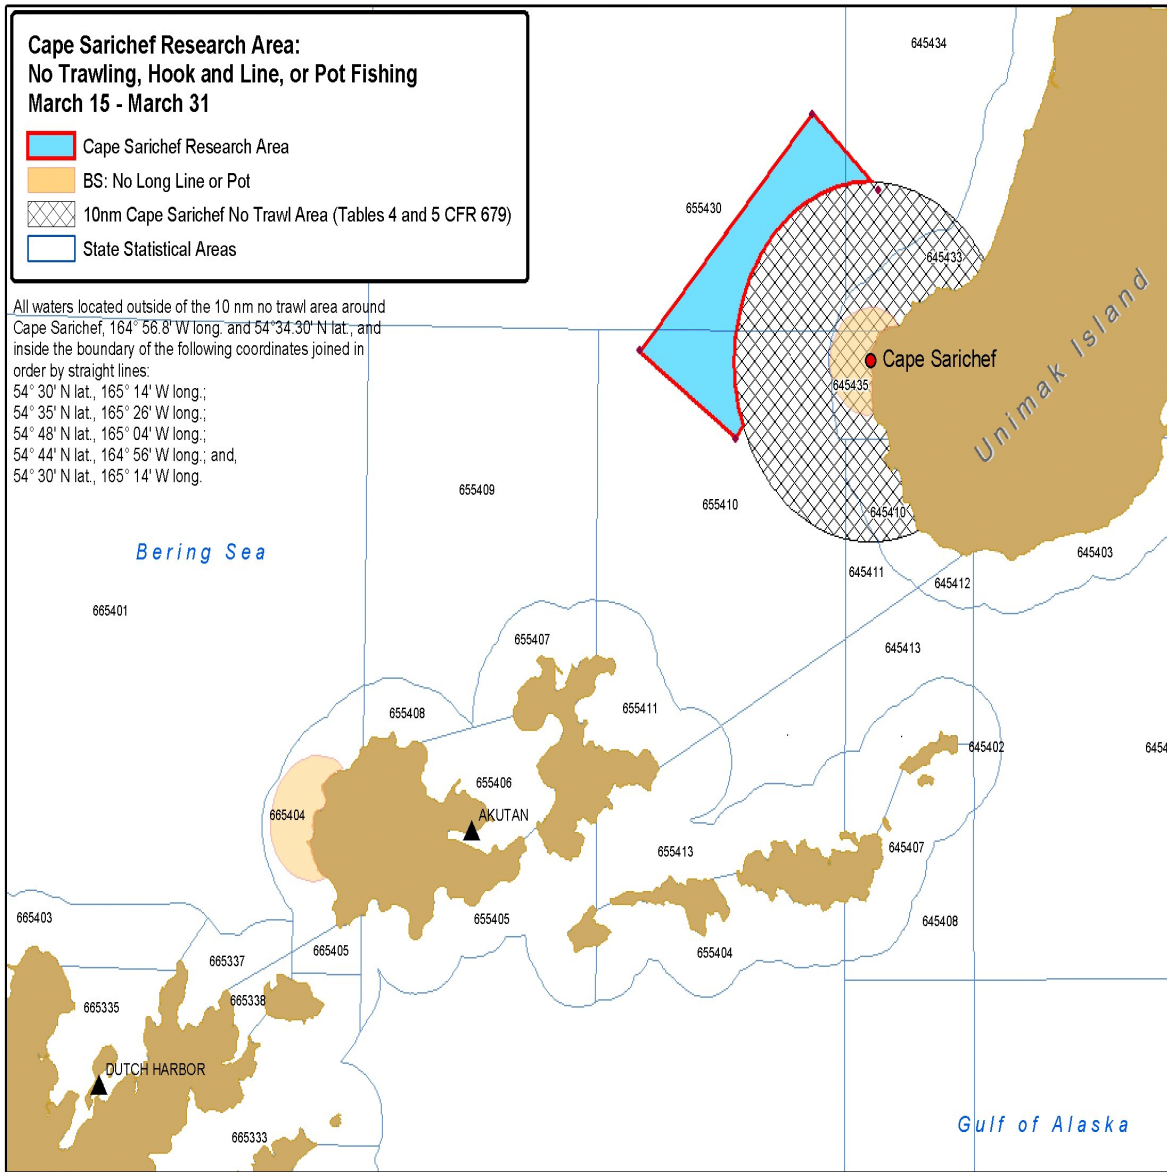 Cape Sarichef Research Area:
No Trawling, Hook and Line, or Pot Fishing
March 15 - March 31
Cape Sarichef Research Area
BS: No Long Line or Pot
10nm Cape Sarichef No Trawl Area (Tables 4 and 5 CFR 679)
State Statistical Areas
All waters located outside of the 10 nm no trawl area around
Cape Sarichef, 164° 56.8' W long. and 54°34.30' N lat., and
inside the boundary of the following coordinates joined in
order by straight lines:
54° 30' N lat., 165° 14' W long.;
54° 35' N lat., 165° 26' W long.;
54° 48' N lat., 165° 04' W long.;
54° 44' N lat., 164° 56' W long.; and,
54° 30' N lat., 165° 14' W long.
645434
655430
645433
Unimak Island
Cape Sarichef
645435
655409
655410
645410
Bering Sea
645411
645412
645403
665401
655407
645413
655408
655411
645402
6454
655406
665404
AKUTAN
655413
645407
665403
655405
645408
665405
655404
665337
665338
665335
DUTCH HARBOR
665333
Gulf of Alaska